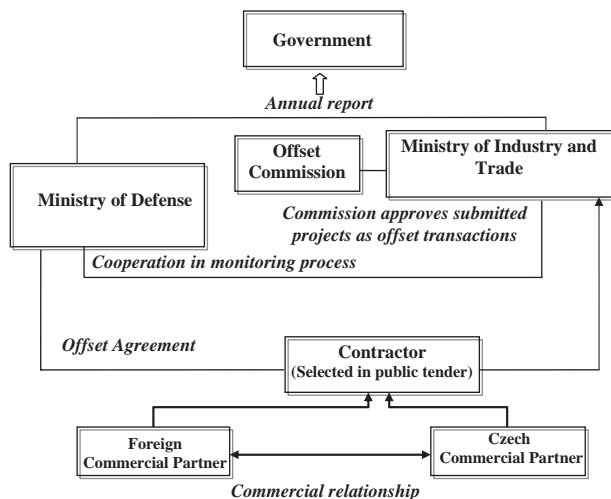 Government
Annual report
Offset
Commission
Ministry of Industry and
Trade
Ministry of Defense
Commission approves submitted
projects as offset transactions
Cooperation in monitoring process
Offset Agreement
Contractor
(Selected in public tender)
Foreign
Commercial Partner
Czech
Commercial Partner
Commercial relationship